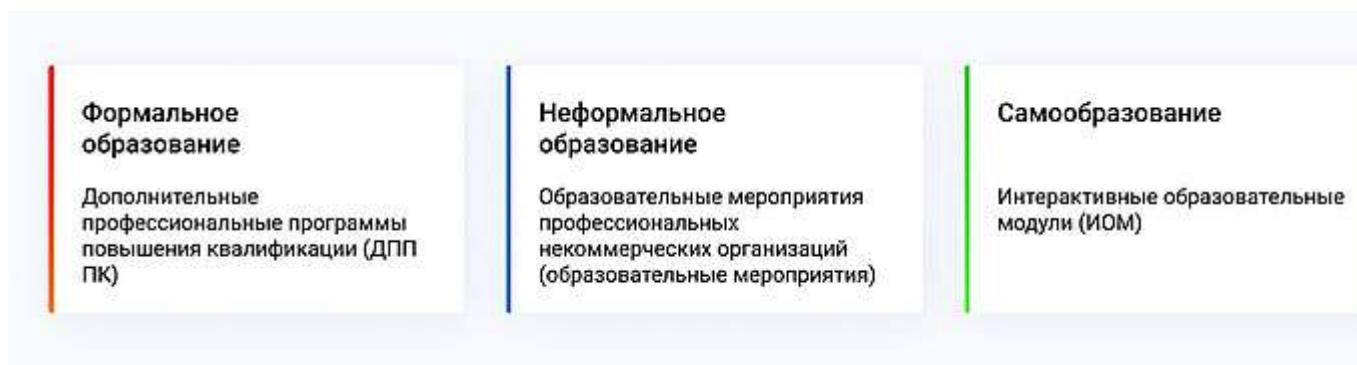 Формальное
образование
Дополнительные
профессиональные программы
повышения квалификации (ДПП
ПК)
Неформальное
образование
Образовательные мероприятия
профессиональных
некоммерческих организаций
(образовательные мероприятия)
Самообразование
Интерактивные образовательные
модули (ИОМ)